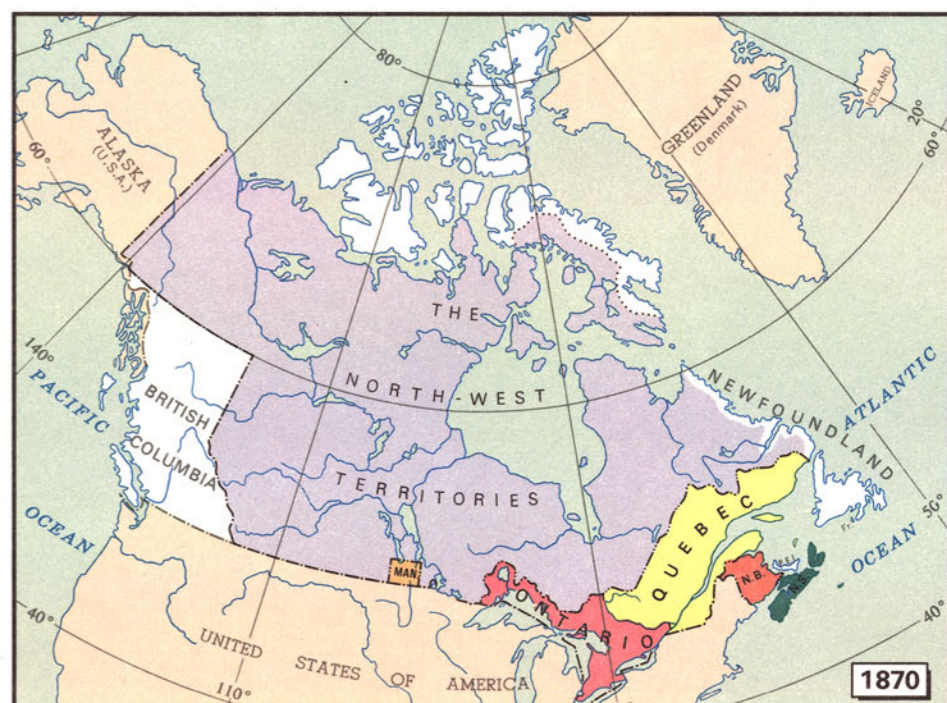 80°
20°
60°
ICELAND
GREENLAND
(Denmark)
ALASKA
(U.S.A.)
60°
THE
NORTH-WEST
TERRITORIES
140°
PACIFIC
OCEAN
BRITISH
COLUMBIA
NEWFOUNDLAND
ATLANTIC
OCEAN
50°
Fr.
QUEBEC
P.E.I.
N.B.
N.S.
MAN
ONTARIO
40°
40°
UNITED STATES OF AMERICA
110°
1870